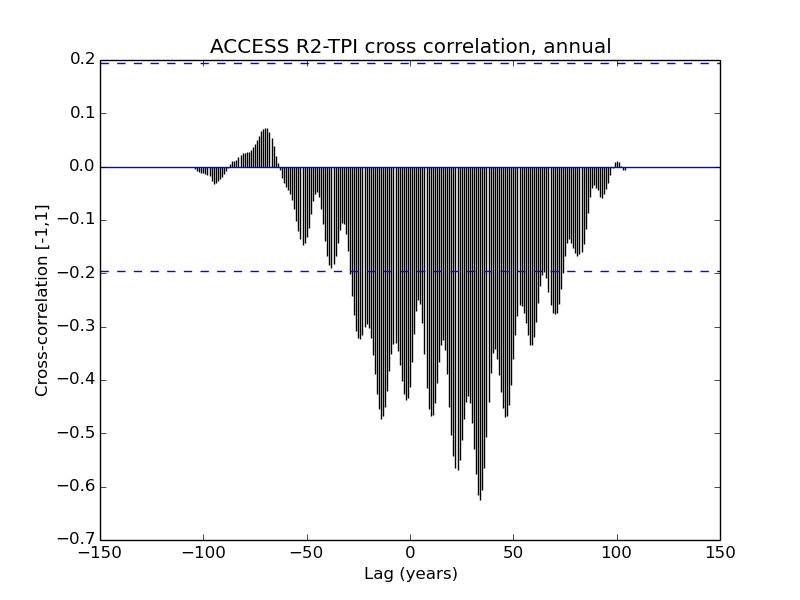 ACCESS R2-TPI cross correlation, annual
0.2
0.1
0.0
−0.1
−0.2
−0.3
−0.4
−0.5
−0.6
−0.7
Cross-correlation [-1,1]
−150 −100 −50 0 50 100 150
Lag (years)